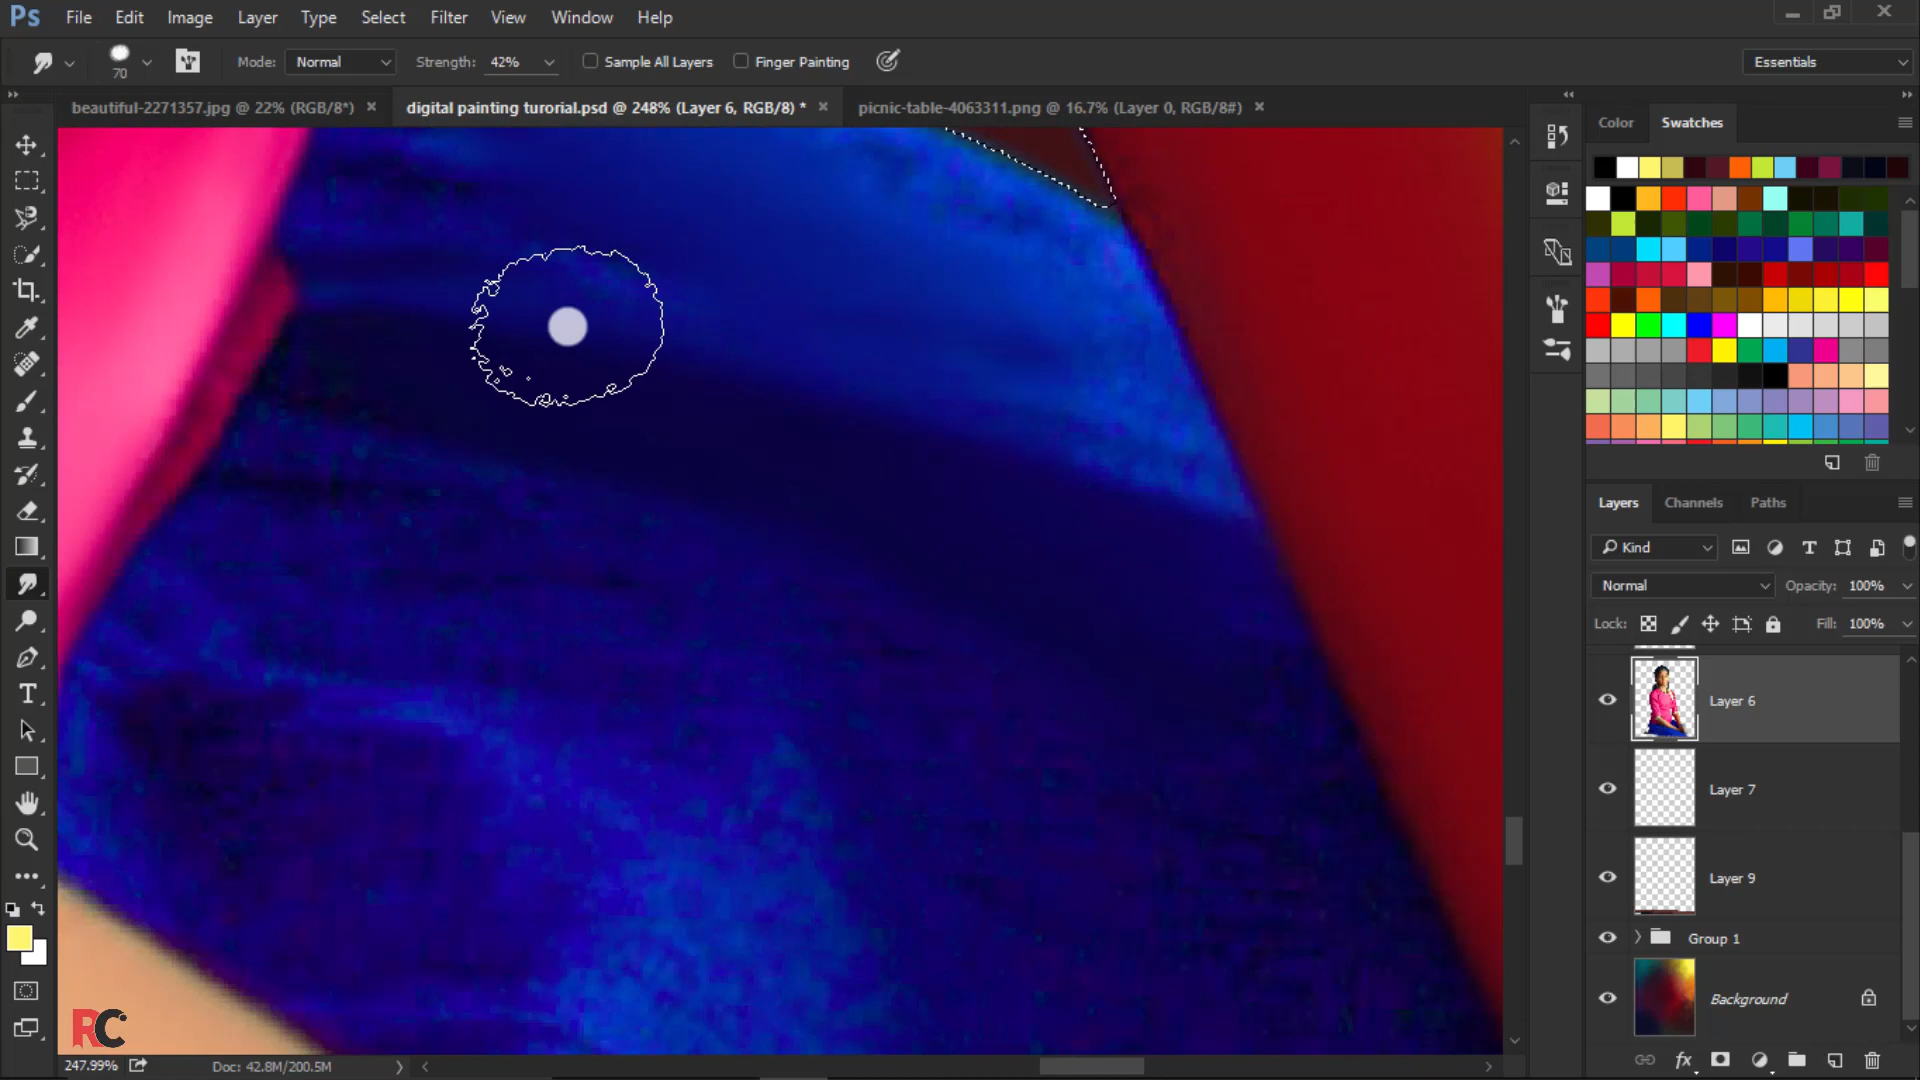 Ps File Edit Image Layer Type Select Filter View Window Help
70 Mode: Normal Strength: 42% Sample All Layers Finger Painting Essentials
beautiful-2271357.jpg @ 22% (RGB/8*) digital painting turorial.psd @ 248% (Layer 6, RGB/8) * picnic-table-4063311.png @ 16.7% (Layer 0, RGB/8#)
Color Swatches
Layers Channels Paths
Kind
Normal Opacity: 100%
Lock: Fill: 100%
Layer 6
Layer 7
Layer 9
Group 1
Background
RC
fx
247.99% Doc: 42.8M/200.5M